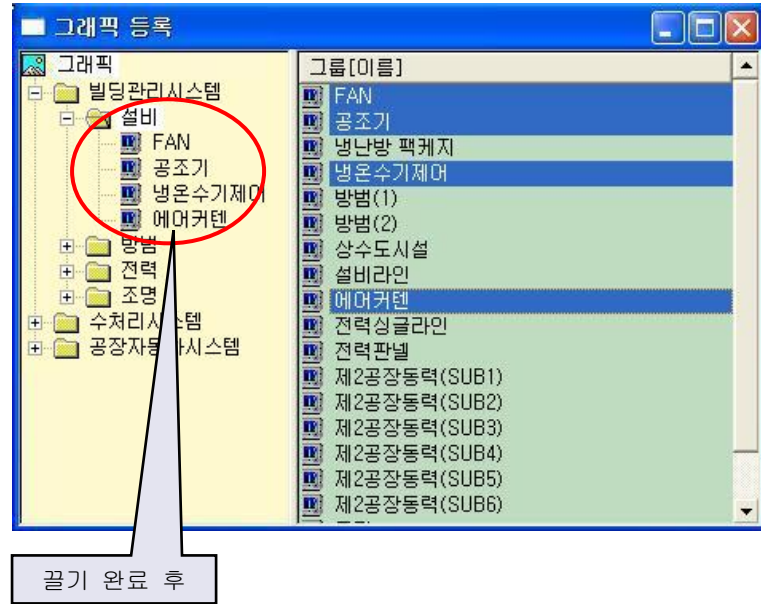 그래픽 등록
그래픽
빌딩관리시스템
설비
FAN
공조기
냉온수기제어
에어커텐
방범
전력
조명
수처리시스템
공장자동화시스템
그룹[이름]
FAN
공조기
냉난방 팩케지
냉온수기제어
방범(1)
방범(2)
상수도시설
설비라인
에어커텐
전력싱글라인
전력판넬
제2공장동력(SUB1)
제2공장동력(SUB2)
제2공장동력(SUB3)
제2공장동력(SUB4)
제2공장동력(SUB5)
제2공장동력(SUB6)
끌기 완료 후